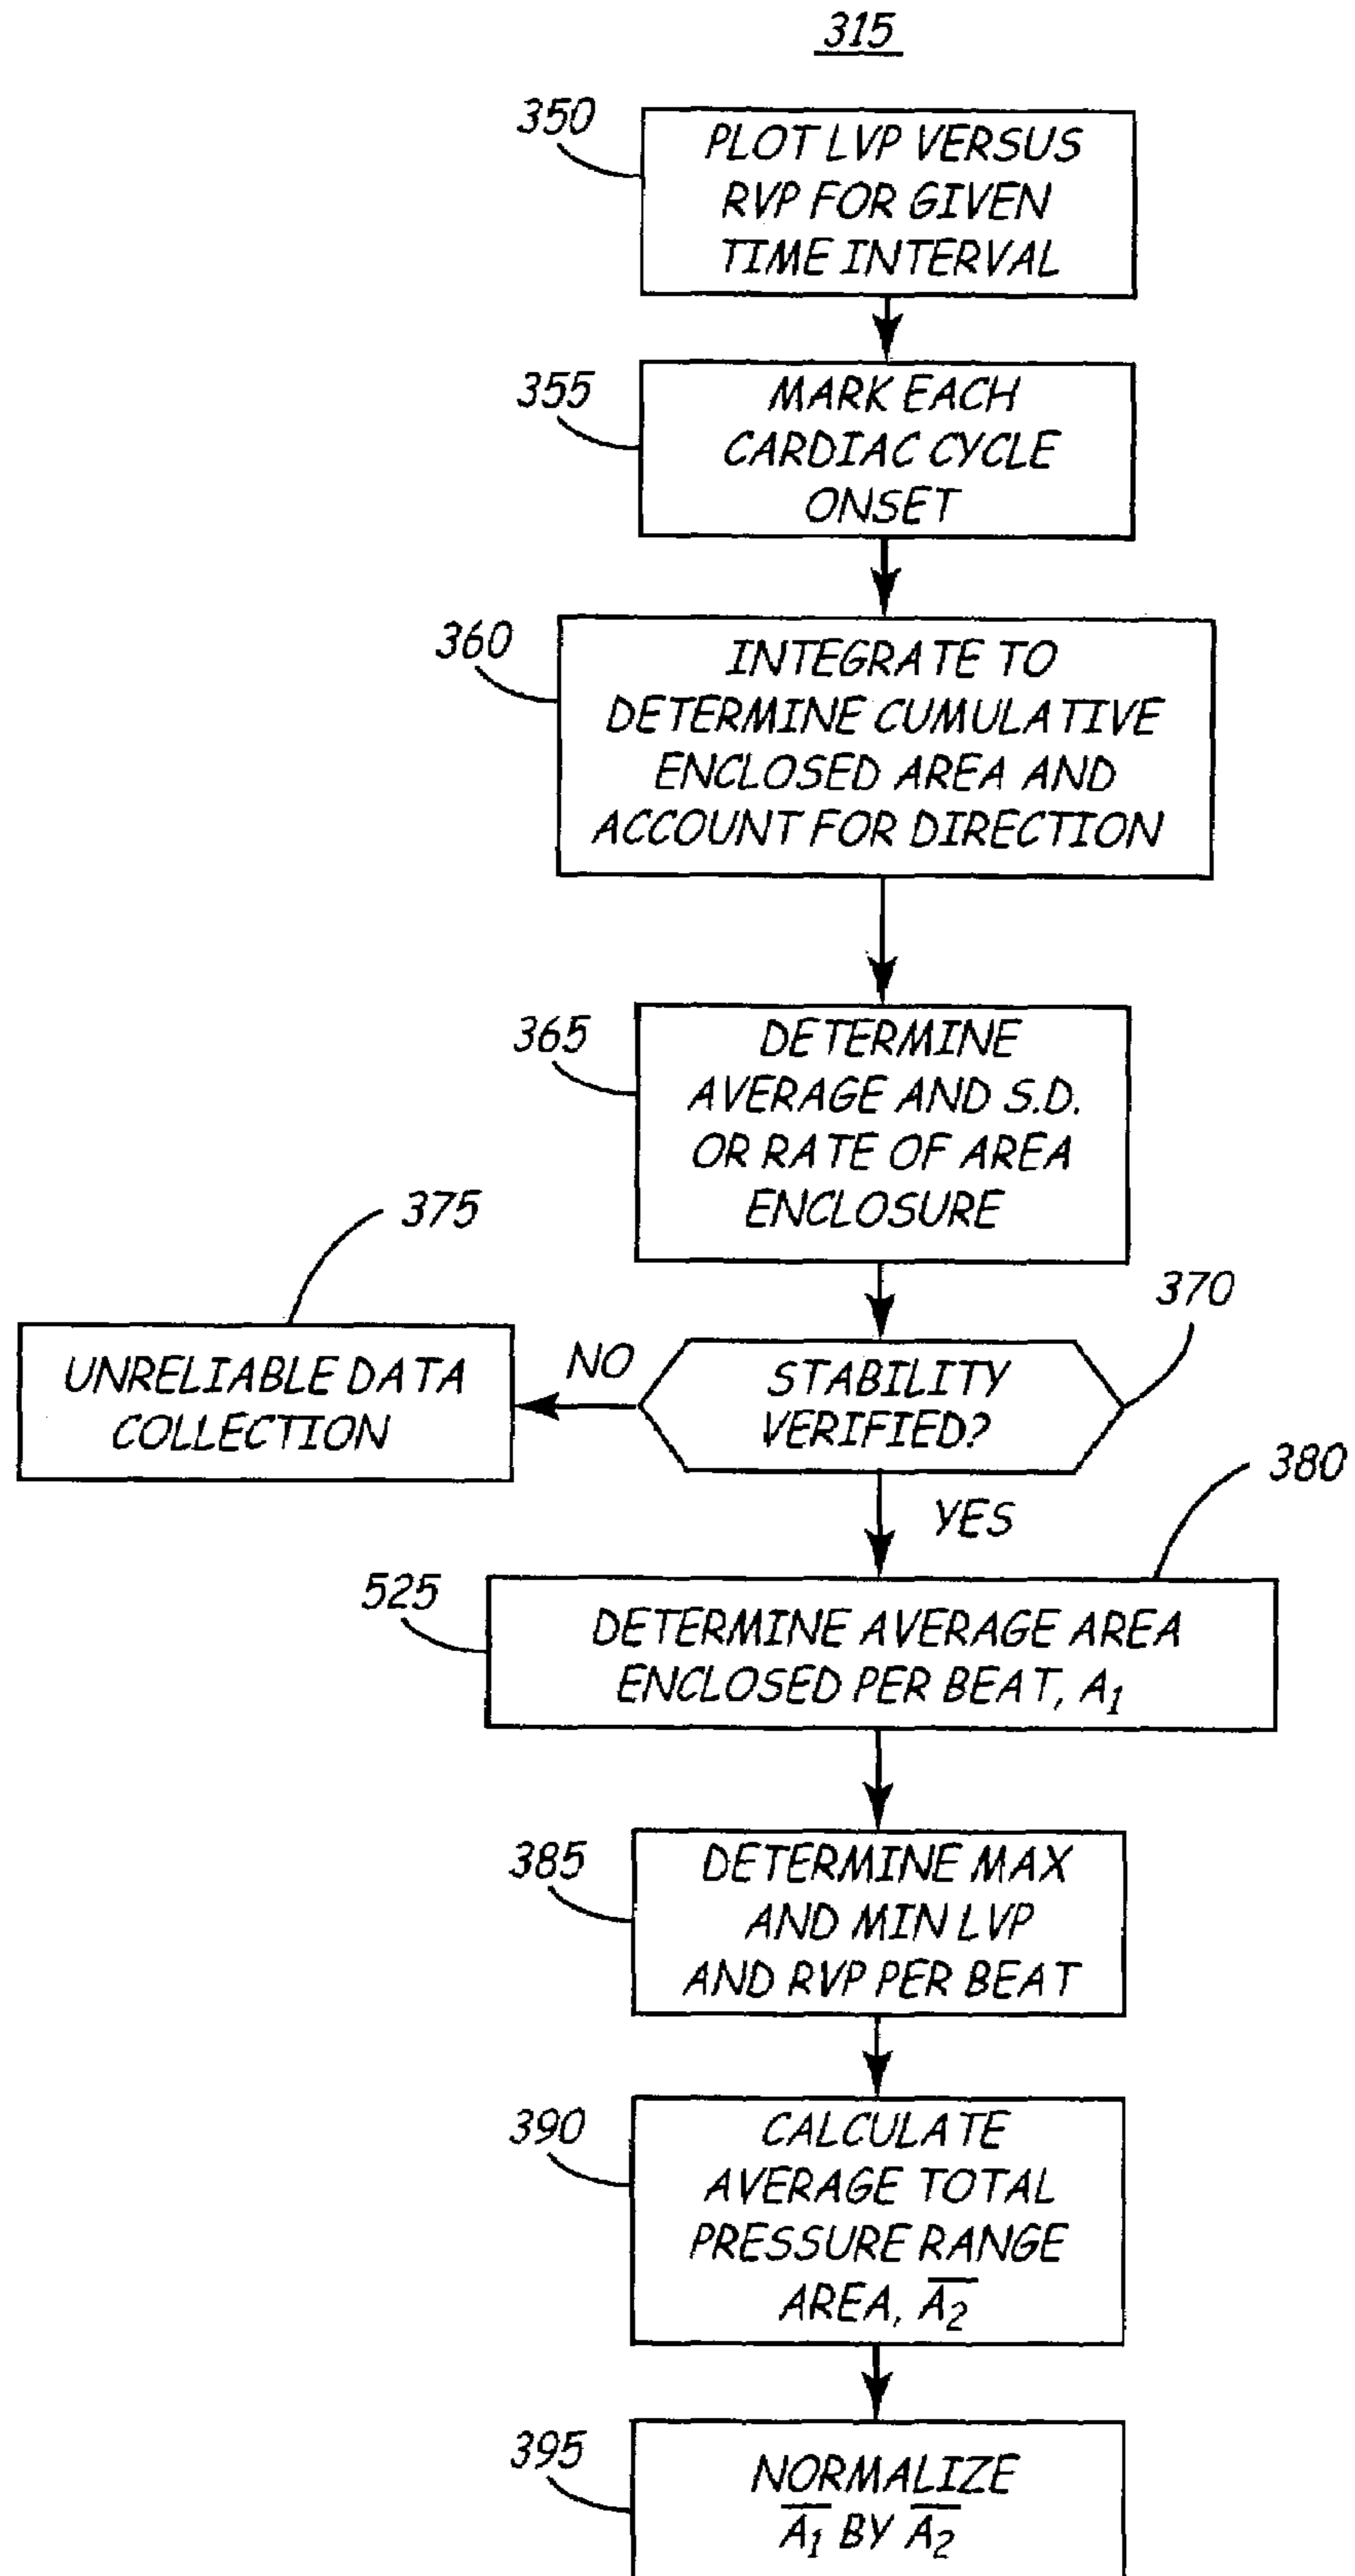 315
350
PLOT LVP VERSUS
RVP FOR GIVEN
TIME INTERVAL
355
MARK EACH
CARDIAC CYCLE
ONSET
360
INTEGRATE TO
DETERMINE CUMULATIVE
ENCLOSED AREA AND
ACCOUNT FOR DIRECTION
365
DETERMINE
AVERAGE AND S.D.
OR RATE OF AREA
ENCLOSURE
375
370
UNRELIABLE DATA
COLLECTION
NO
STABILITY
VERIFIED?
YES
380
525
DETERMINE AVERAGE AREA
ENCLOSED PER BEAT, A₁
385
DETERMINE MAX
AND MIN LVP
AND RVP PER BEAT
390
CALCULATE
AVERAGE TOTAL
PRESSURE RANGE
AREA, A̅₂
395
NORMALIZE
A̅₁ BY A̅₂